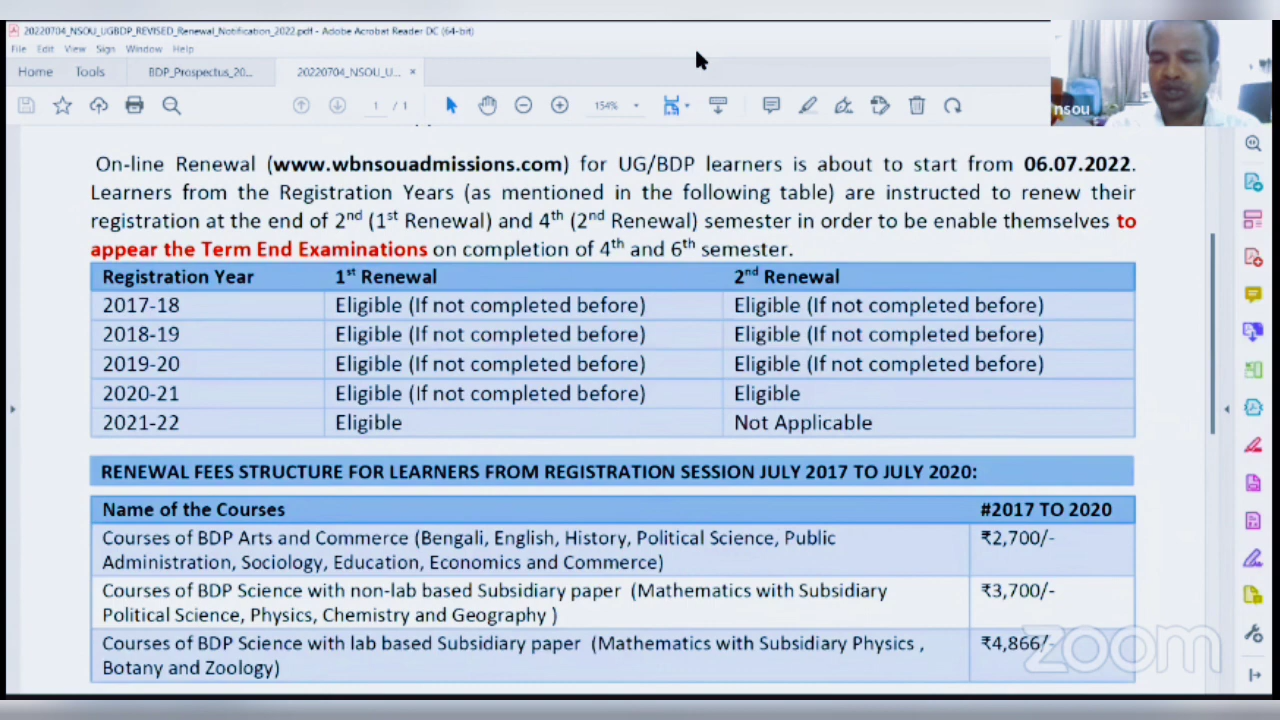 20220704_NSOU_UGBDP_REVISED_Renewal_Notification_2022.pdf - Adobe Acrobat Reader DC (64-bit)
File Edit View Sign Window Help
Home Tools BDP_Prospectus_20... 20220704_NSOU_U... ×
1 / 1 154%
nsou
On-line Renewal (www.wbnsouadmissions.com) for UG/BDP learners is about to start from 06.07.2022.
Learners from the Registration Years (as mentioned in the following table) are instructed to renew their
registration at the end of 2nd (1st Renewal) and 4th (2nd Renewal) semester in order to be enable themselves to
appear the Term End Examinations on completion of 4th and 6th semester.
Registration Year 1st Renewal 2nd Renewal
2017-18 Eligible (If not completed before) Eligible (If not completed before)
2018-19 Eligible (If not completed before) Eligible (If not completed before)
2019-20 Eligible (If not completed before) Eligible (If not completed before)
2020-21 Eligible (If not completed before) Eligible
2021-22 Eligible Not Applicable
RENEWAL FEES STRUCTURE FOR LEARNERS FROM REGISTRATION SESSION JULY 2017 TO JULY 2020:
Name of the Courses #2017 TO 2020
Courses of BDP Arts and Commerce (Bengali, English, History, Political Science, Public ₹2,700/-
Administration, Sociology, Education, Economics and Commerce)
Courses of BDP Science with non-lab based Subsidiary paper (Mathematics with Subsidiary ₹3,700/-
Political Science, Physics, Chemistry and Geography )
Courses of BDP Science with lab based Subsidiary paper (Mathematics with Subsidiary Physics , ₹4,866/-
Botany and Zoology)
zoom